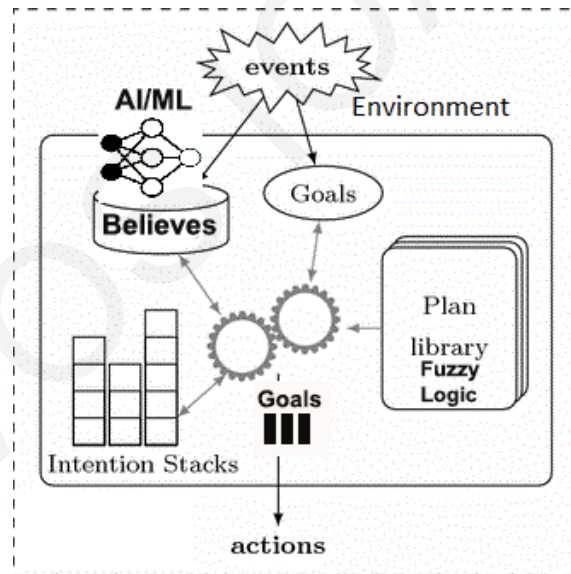 events
Environment
AI/ML
Believes
Goals
Plan
library
Fuzzy
Logic
Goals
Intention Stacks
actions